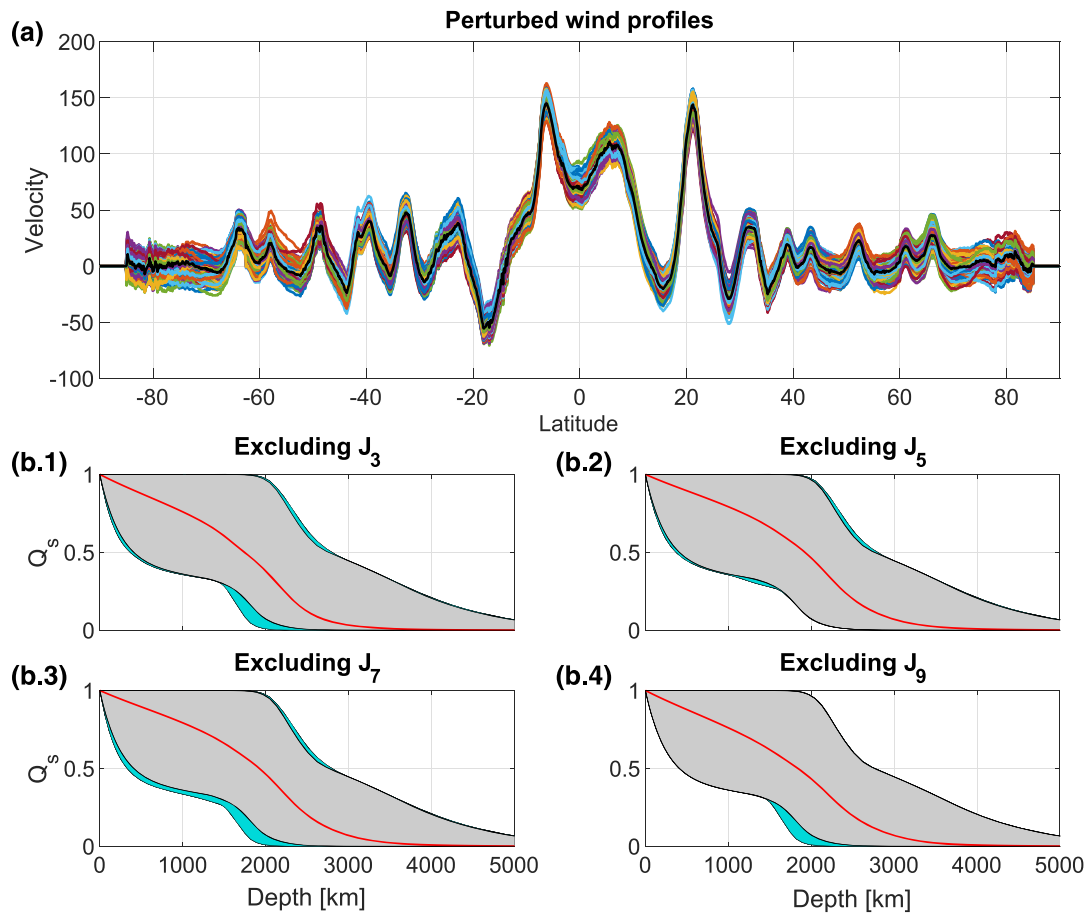 Perturbed wind profiles
(a)
200
150
100
50
0
-50
-100
Velocity
-80 -60 -40 -20 0 20 40 60 80
Latitude
(b.1) Excluding J3
1
0.5
0
Qs
(b.2) Excluding J5
1
0.5
0
(b.3) Excluding J7
1
0.5
0
Qs
0 1000 2000 3000 4000 5000
Depth [km]
(b.4) Excluding J9
1
0.5
0
0 1000 2000 3000 4000 5000
Depth [km]